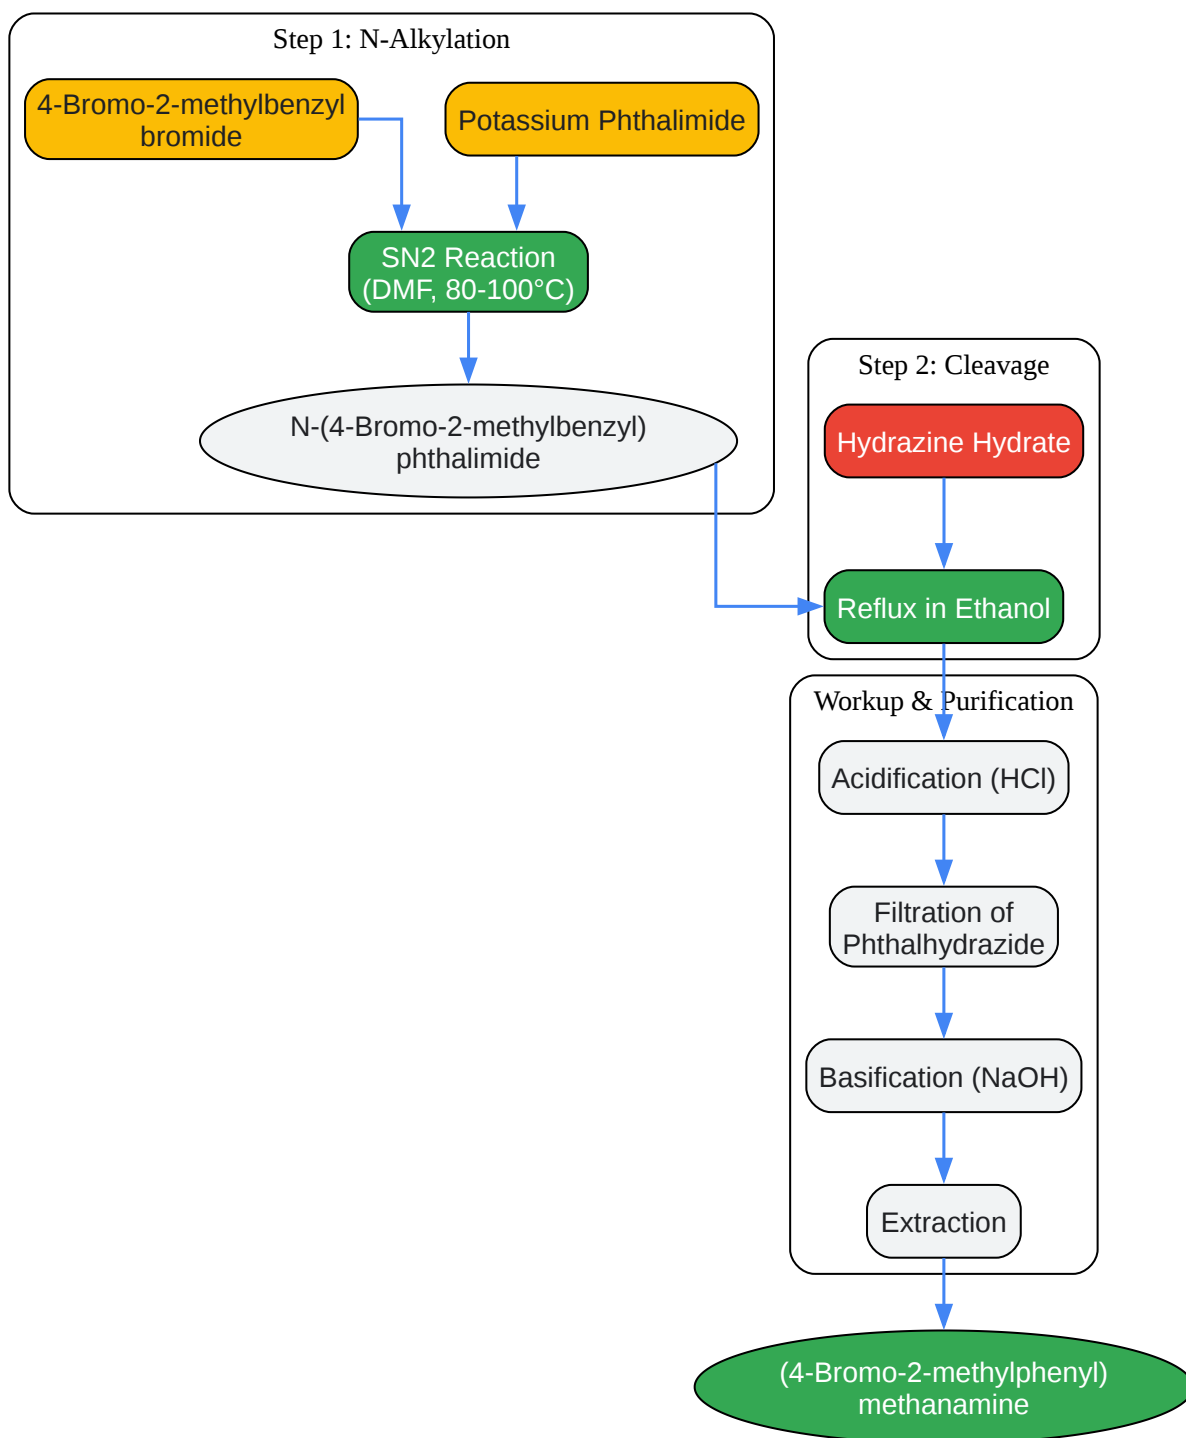 Step 1: N-Alkylation
4-Bromo-2-methylbenzyl
bromide
Potassium Phthalimide
SN2 Reaction
(DMF, 80-100°C)
N-(4-Bromo-2-methylbenzyl)
phthalimide
Step 2: Cleavage
Hydrazine Hydrate
Reflux in Ethanol
Workup & Purification
Acidification (HCl)
Filtration of
Phthalhydrazide
Basification (NaOH)
Extraction
(4-Bromo-2-methylphenyl)
methanamine